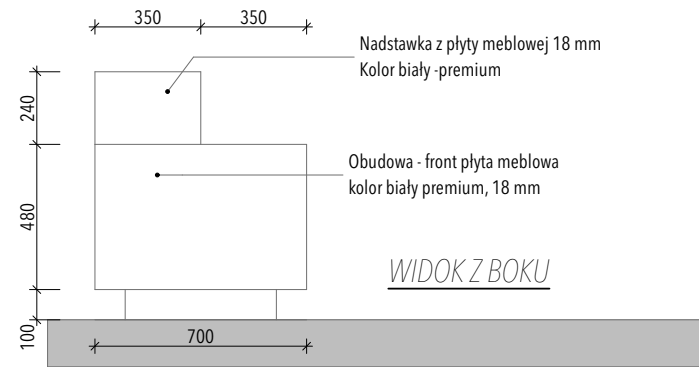 350
350
Nadstawka z płyty meblowej 18 mm
Kolor biały -premium
240
Obudowa - front płyta meblowa
kolor biały premium, 18 mm
480
WIDOK Z BOKU
100
700